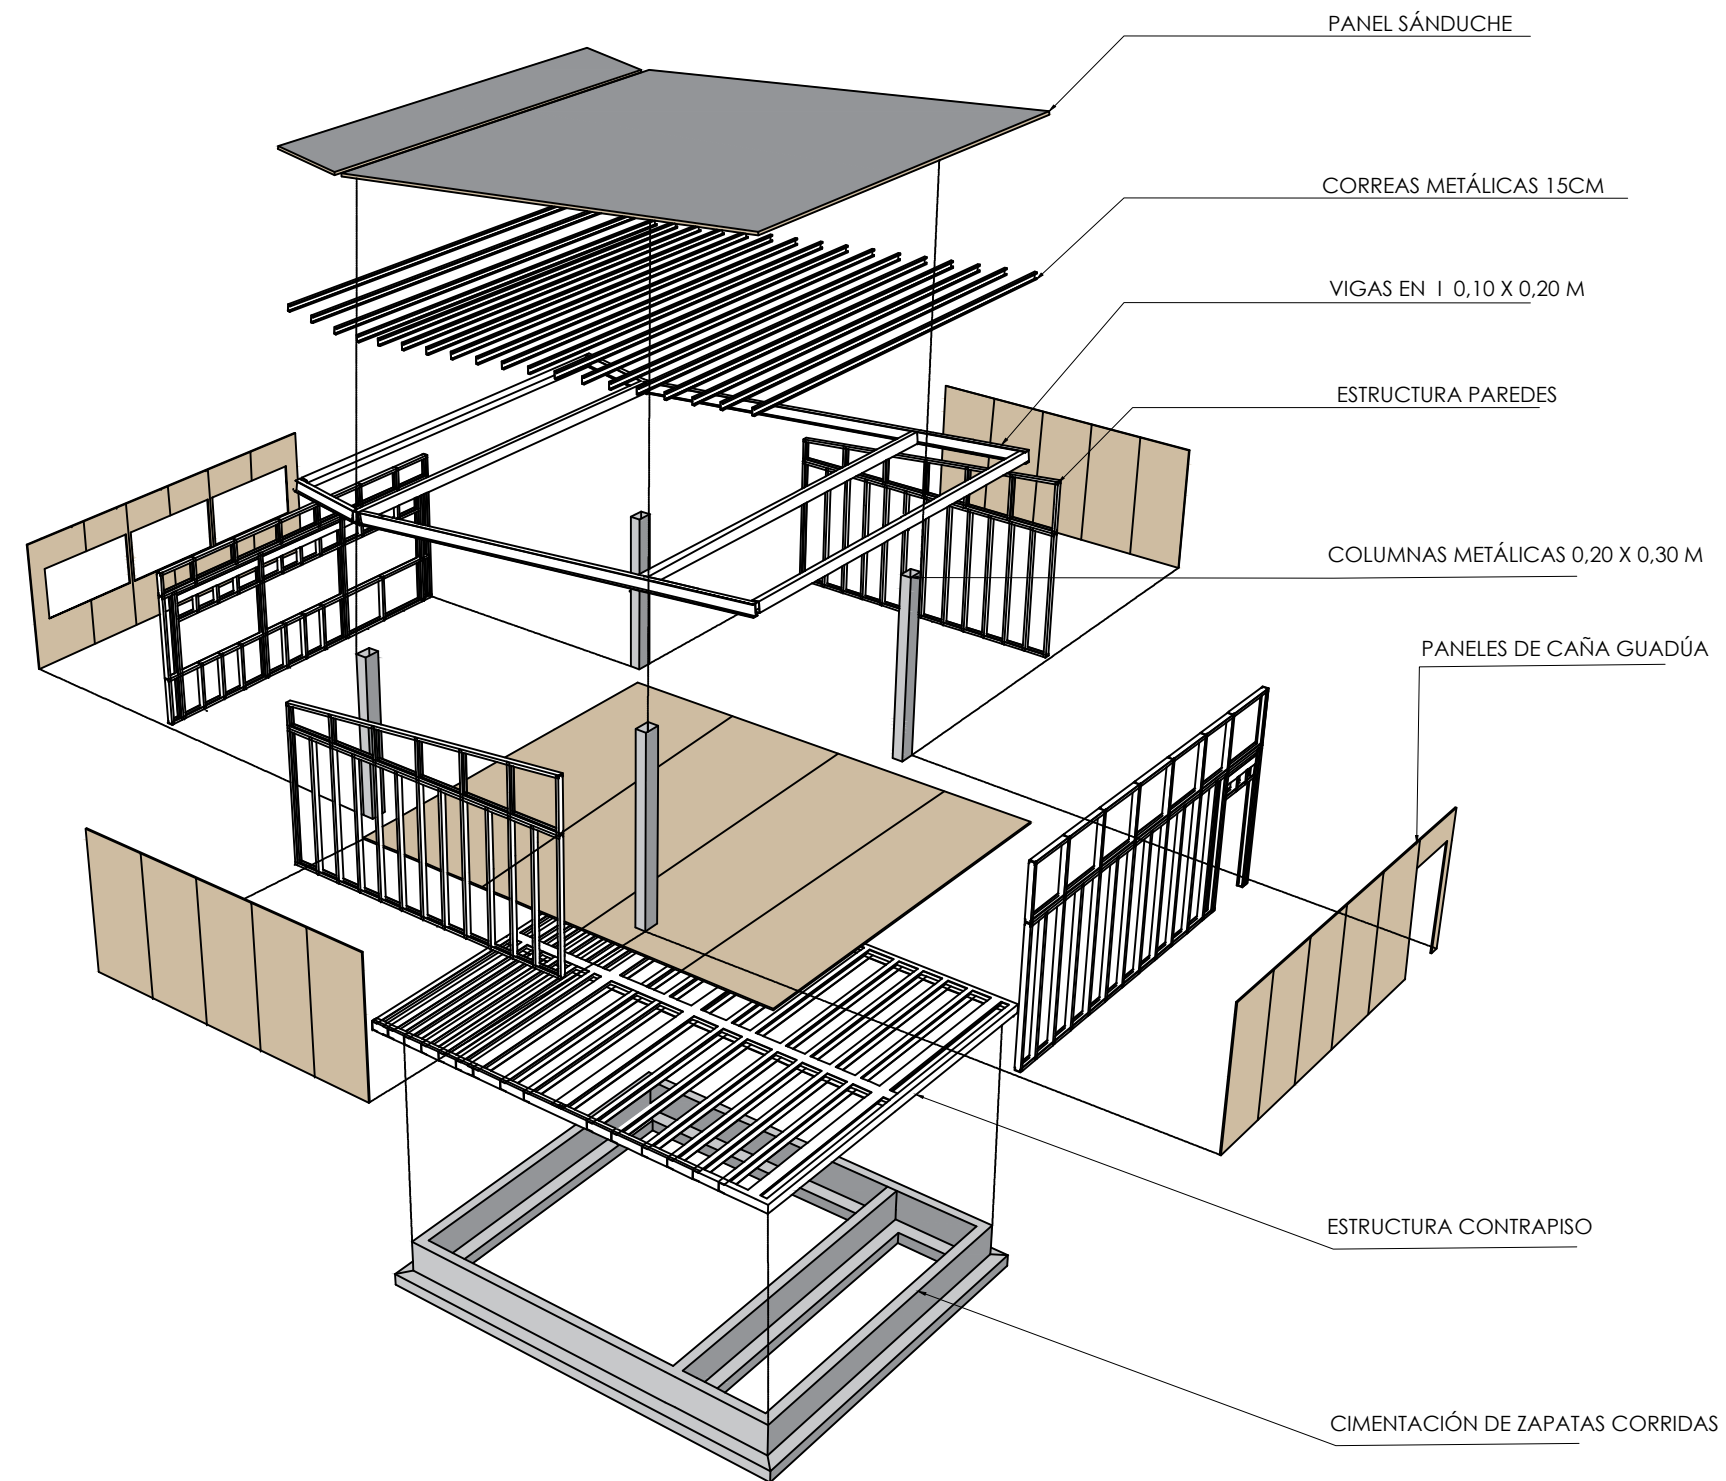 PANEL SÁNDUCHE
CORREAS METÁLICAS 15CM
VIGAS EN I 0,10 X 0,20 M
ESTRUCTURA PAREDES
COLUMNAS METÁLICAS 0,20 X 0,30 M
PANELES DE CAÑA GUADÚA
ESTRUCTURA CONTRAPISO
CIMENTACIÓN DE ZAPATAS CORRIDAS